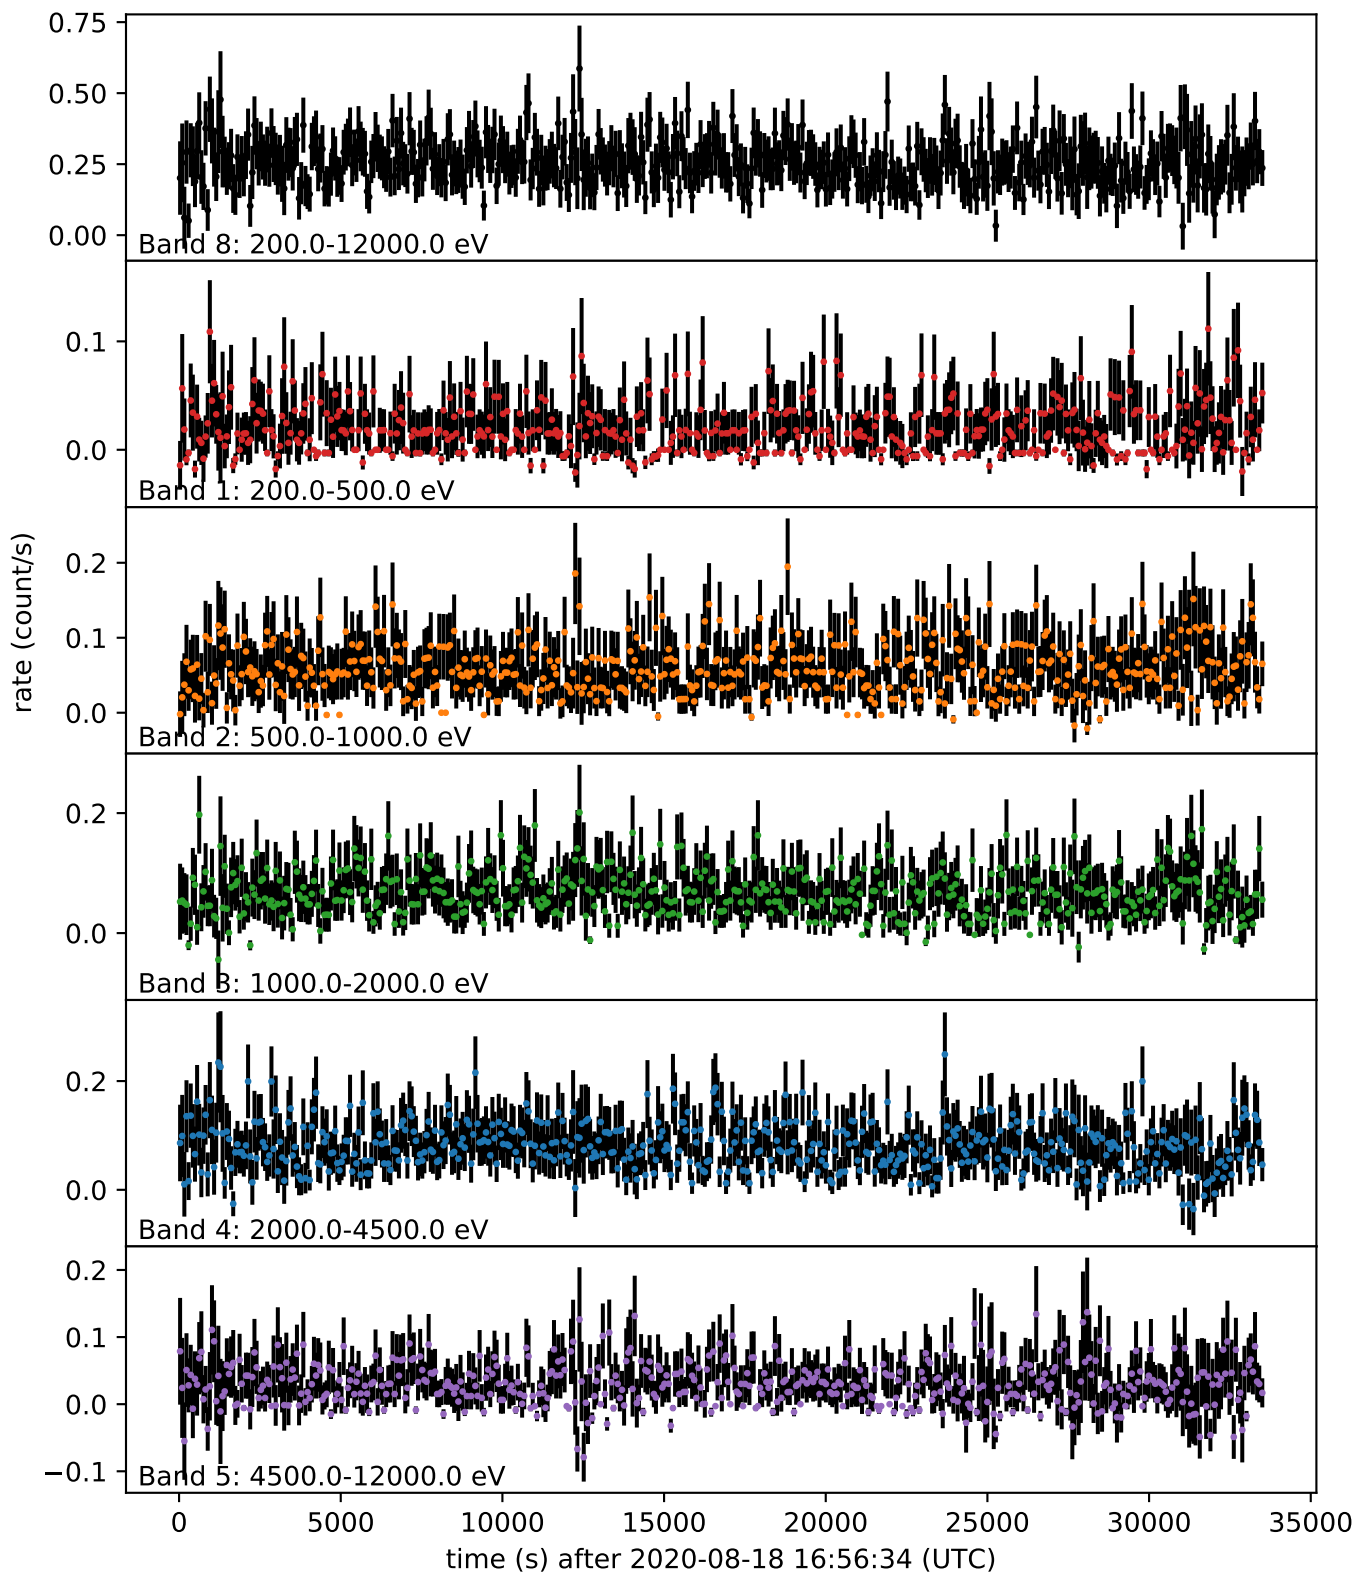 0.75
0.50
0.25
0.00
Band 8: 200.0-12000.0 eV
0.1
0.0
Band 1: 200.0-500.0 eV
0.2
0.1
0.0
Band 2: 500.0-1000.0 eV
rate (count/s)
0.2
0.0
Band 3: 1000.0-2000.0 eV
0.2
0.0
Band 4: 2000.0-4500.0 eV
0.2
0.1
0.0
−0.1
Band 5: 4500.0-12000.0 eV
0 5000 10000 15000 20000 25000 30000 35000
time (s) after 2020-08-18 16:56:34 (UTC)